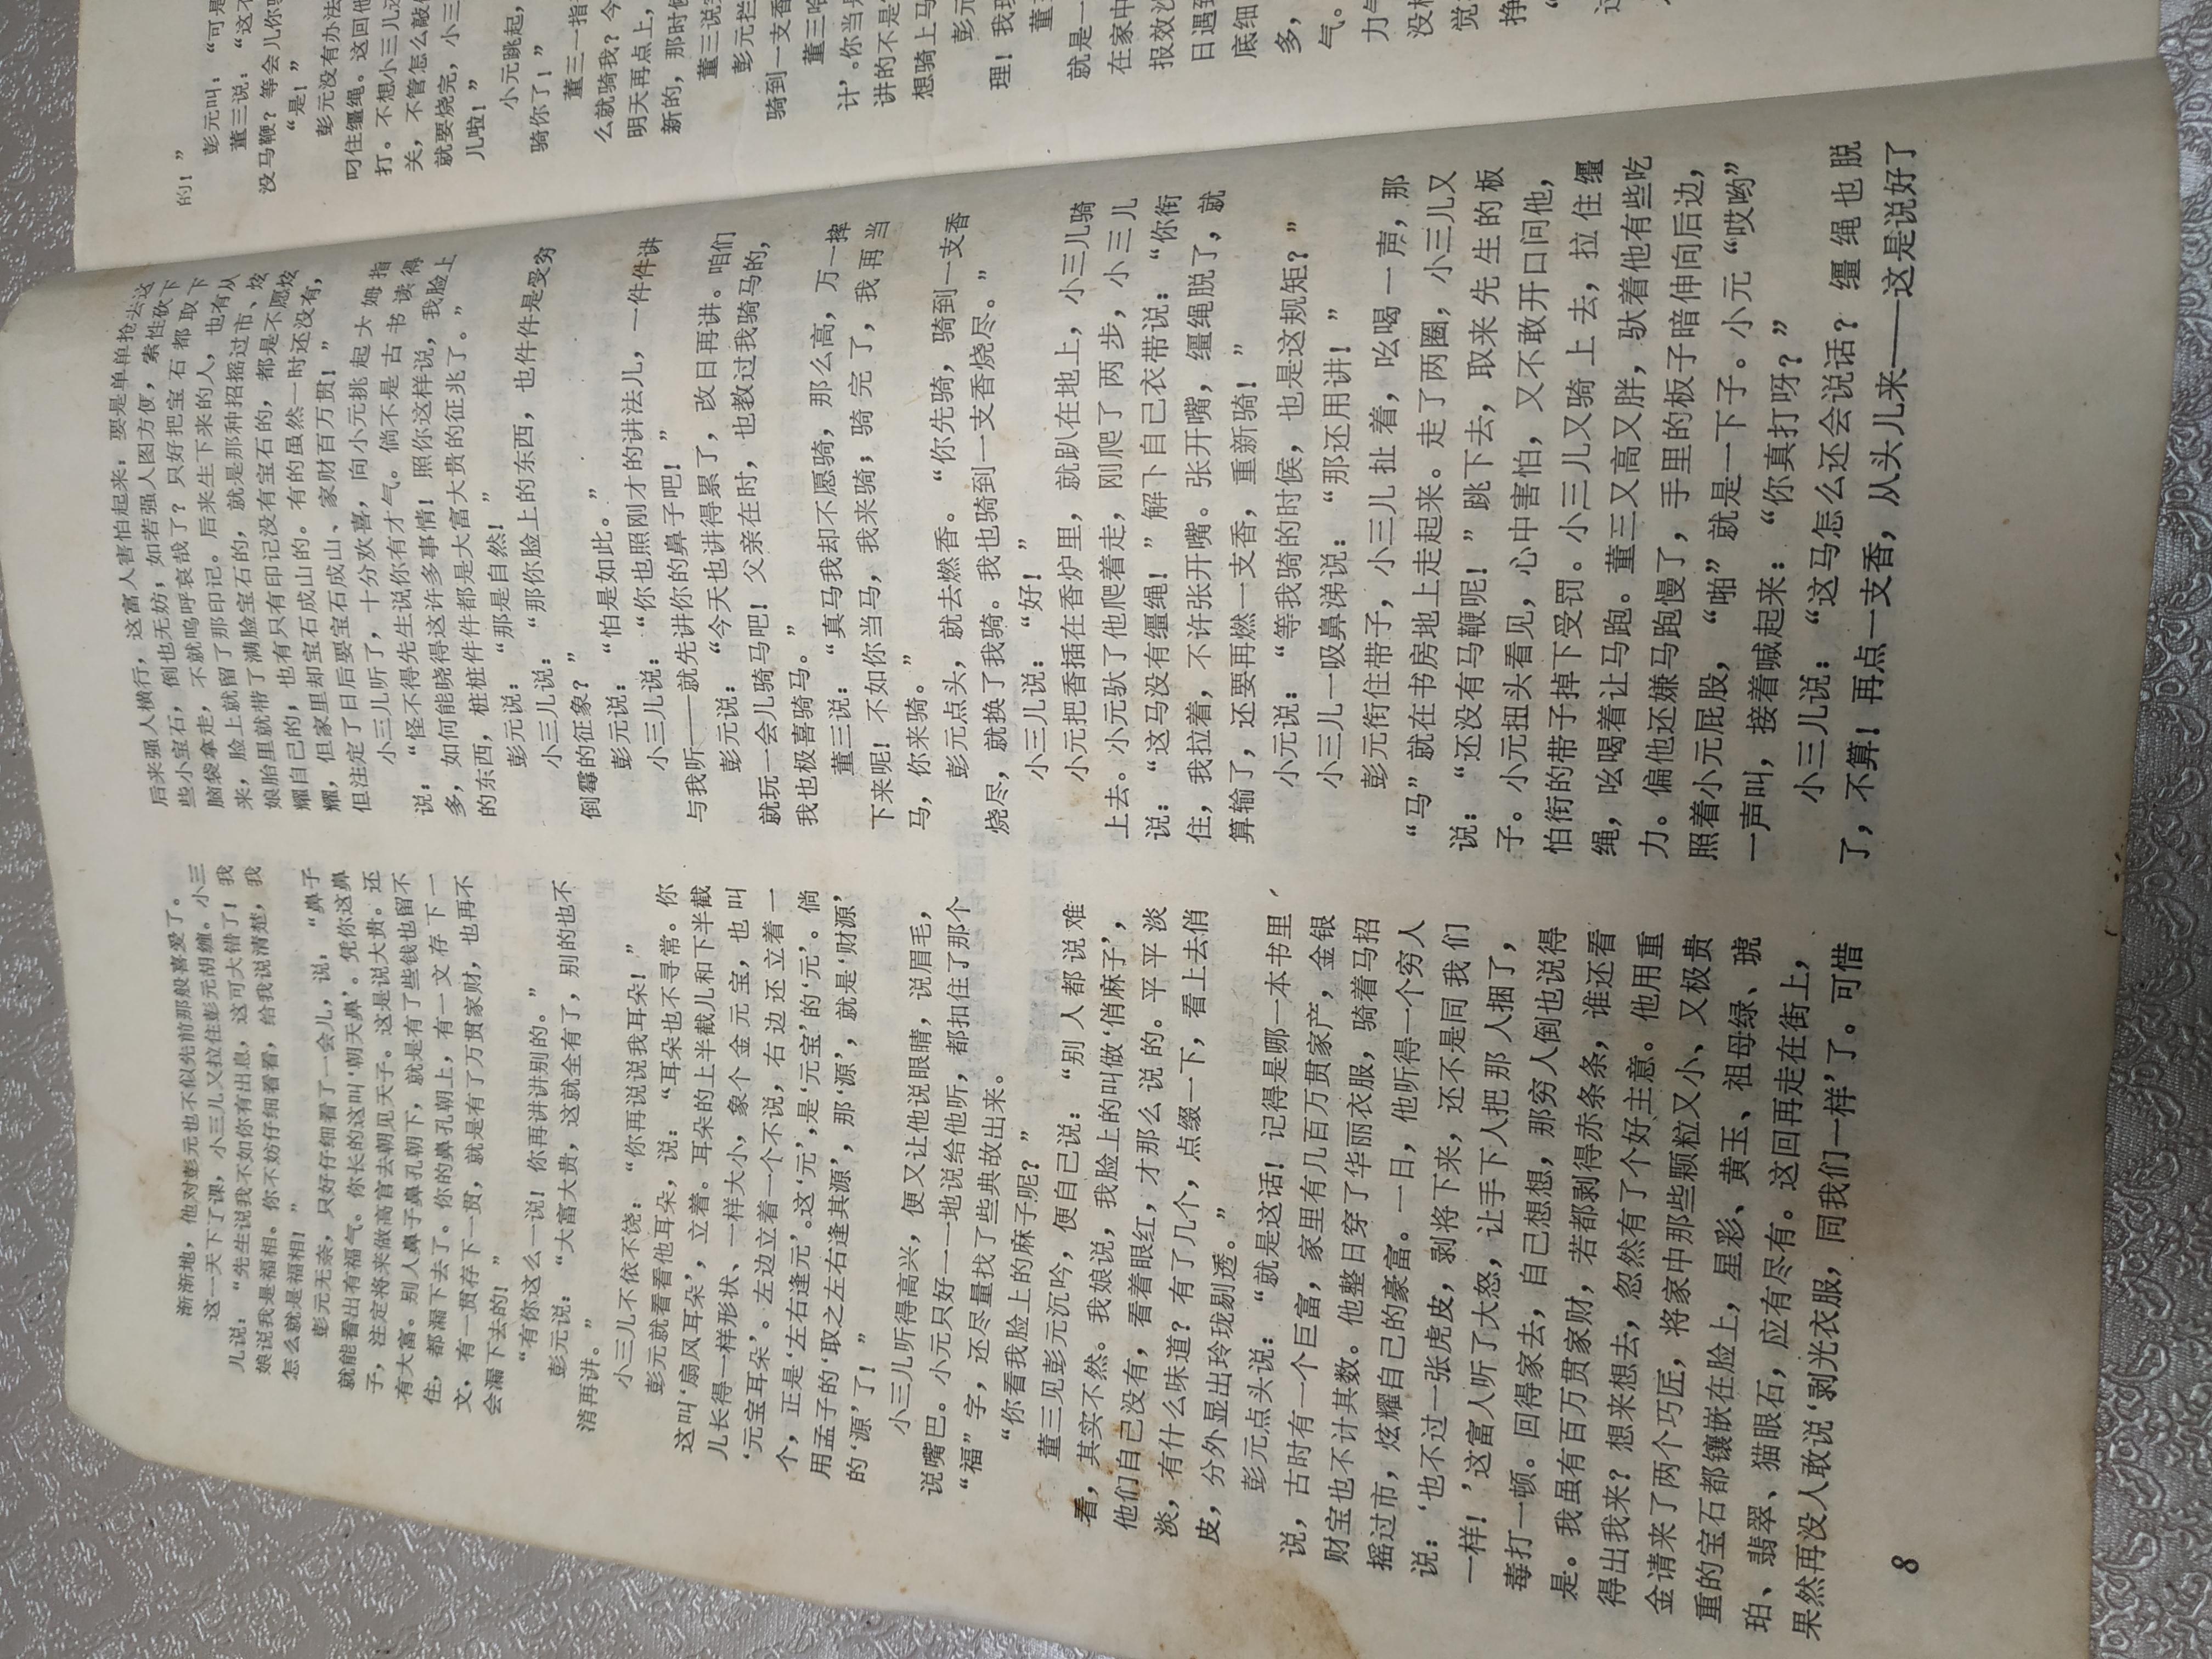 渐渐地，他对彭元也不似先前那般喜爱了。
这一天下了课，小三儿又拉住彭元胡缠。小三
儿说：“先生说我不如你有出息，这可大错了！我
娘说我是福相。你不妨仔细看看，给我说清楚，我
怎么就是福相！”
彭元无奈，只好仔细看了一会儿，说：“鼻子
就能看出有福气。你长的这叫‘朝天鼻’。凭你这鼻
子，注定将来做高官去朝见天子。这是说大贵。还
有大富。别人鼻子鼻孔朝下，就是有了些钱也留不
住，都漏下去了。你的鼻孔朝上，有一文存下一
文，有一贯存下一贯，就是有了万贯家财，也再不
会漏下去的！”
“有你这么一说！你再讲讲别的。”
彭元说：“大富大贵，这就全有了，别的也不
消再讲。”
小三儿不依不饶：“你再说说我耳朵！”
彭元就看看他耳朵，说：“耳朵也不寻常。你
这叫‘扇风耳朵’，立着。耳朵的上半截儿和下半截
儿长得一样形状、一样大小，象个金元宝，也叫
‘元宝耳朵’。左边立着一个不说，右边还立着一
个，正是‘左右逢元’。这‘元’，是‘元宝’的‘元’。倘
用孟子的‘取之左右逢其源’，那‘源’，就是‘财源’
的‘源’了！”
小三儿听得高兴，便又让他说眼睛，说眉毛，
说嘴巴。小元只好一一地说给他听，都扣住了那个
“福”字，还尽量找了些典故出来。
“你看我脸上的麻子呢？”
董三见彭元沉吟，便自己说：“别人都说难
看，其实不然。我娘说，我脸上的叫做‘俏麻子’，
他们自己没有，看着眼红，才那么说的。平平淡
淡，有什么味道？有了几个，点缀一下，看上去俏
皮，分外显出玲珑剔透。”
彭元点头说：“就是这话！记得是哪一本书里
说，古时有一个巨富，家里有几百万贯家产，金银
财宝也不计其数。他整日穿了华丽衣服，骑着马招
摇过市，炫耀自己的豪富。一日，他听得一个穷人
说：‘也不过一张虎皮，剥将下来，还不是同我们
一样！’这富人听了大怒，让手下人把那人捆了，
毒打一顿。回得家去，自己想想，那穷人倒也说得
是。我虽有百万贯家财，若都剥得赤条条，谁还看
得出我来？想来想去，忽然有了个好主意。他用重
金请来了两个巧匠，将家中那些颗粒又小、又极贵
重的宝石都镶嵌在脸上，星彩、黄玉、祖母绿、琥
珀、翡翠、猫眼石，应有尽有。这回再走在街上，
果然再没人敢说‘剥光衣服，同我们一样’了。可惜
8
后来强人横行，这富人害怕起来：要是单单抢去这
些小宝石，倒也无妨，如若强人图方便，索性砍下
脑袋拿走，不就呜呼哀哉了？只好把宝石都取下
来，脸上就留了那印记。后来生下来的人，也有从
娘胎里就带了满脸宝石的，就是那种招摇过市、炫
耀自己的；也有只有印记没有宝石的，都是不愿炫
耀，但家里却宝石成山的。有的虽然一时还没有，
但注定了日后要宝石成山、家财百万贯！”
小三儿听了，十分欢喜，向小元挑起大姆指
说：“怪不得先生说你有才气。倘不是古书读得
多，如何能晓得这许多事情！照你这样说，我脸上
的东西，桩桩件件都是大富大贵的征兆了。”
彭元说：“那是自然！”
小三儿说：“那你脸上的东西，也件件是受穷
倒霉的征象？”
彭元说：“怕是如此。”
小三儿说：“你也照刚才的讲法儿，一件件讲
与我听——就先讲你的鼻子吧！”
彭元说：“今天也讲得累了，改日再讲。咱们
就玩一会儿骑马吧！父亲在时，也教过我骑马的，
我也极喜骑马。”
董三说：“真马我却不愿骑，那么高，万一摔
下来呢！不如你当马，我来骑；骑完了，我再当
马，你来骑。”
彭元点头，就去燃香。“你先骑，骑到一支香
烧尽，就换了我骑。我也骑到一支香烧尽。”
小三儿说：“好！”
小元把香插在香炉里，就趴在地上，小三儿骑
上去。小元驮了他爬着走，刚爬了两步，小三儿
说：“这马没有缰绳！”解下自己衣带说：“你衔
住，我拉着，不许张开嘴。张开嘴，缰绳脱了，就
算输了，还要再燃一支香，重新骑！”
小元说：“等我骑的时候，也是这规矩？”
小三儿一吸鼻涕说：“那还用讲！”
彭元衔住带子，小三儿扯着，吆喝一声，那
“马”就在书房地上走起来。走了两圈，小三儿又
说：“还没有马鞭呢！”跳下去，取来先生的板
子。小元扭头看见，心中害怕，又不敢开口问他，
怕衔的带子掉下受罚。小三儿又骑上去，拉住缰
绳，吆喝着让马跑。董三又高又胖，驮着他有些吃
力。偏他还嫌马跑慢了，手里的板子暗伸向后边，
照着小元屁股，“啪”就是一下子。小元“哎哟”
一声叫，接着喊起来：“你真打呀？”
小三儿说：“这马怎么还会说话？缰绳也脱
了，不算！再点一支香，从头儿来——这是说好了
的！”
彭元叫：“可是
董三说：“这不
没马鞭？等会儿你骑
“是！”
彭元没有办法
叼住缰绳。这回他
打。不想小三儿还
关，不管怎么敲
就要烧完，小三
儿啦！”
小元跳起，
骑你了！”
董三一指
么就骑我？今
明天再点上，
新的，那时候
董三说完
彭元拦
骑到一支香
董三哈
计’。你当
讲的不是
想骑上马
彭元
理！我
董
就是一
在家中
报效
日遇到
底细
多，
气。
力气
没
觉
挣